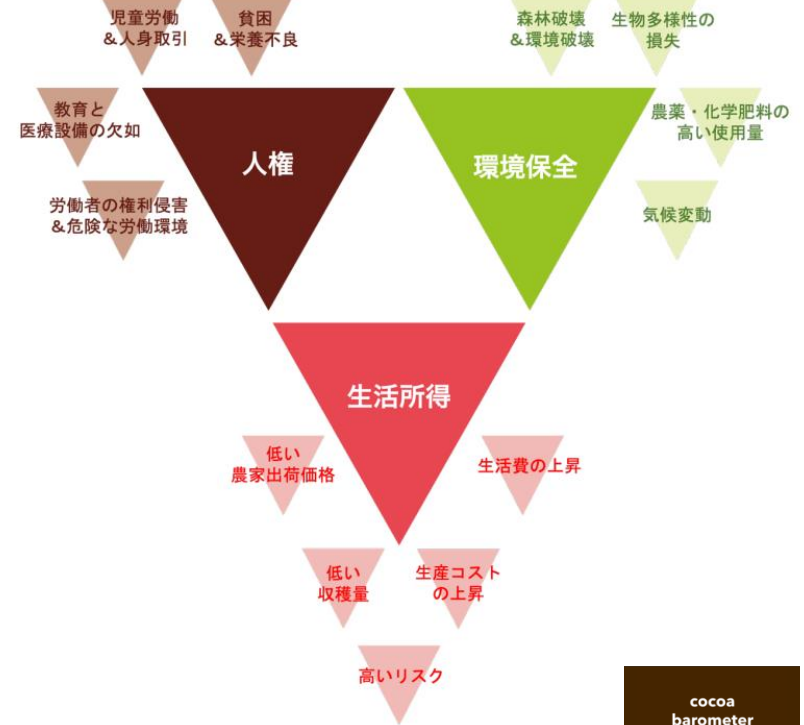 児童労働
&人身取引
貧困
&栄養不良
教育と
医療設備の欠如
労働者の権利侵害
&危険な労働環境
人権
森林破壊
&環境破壊
生物多様性の
損失
農薬・化学肥料の
高い使用量
気候変動
環境保全
生活所得
低い
農家出荷価格
生活費の上昇
低い
収穫量
生産コスト
の上昇
高いリスク
cocoa
barometer